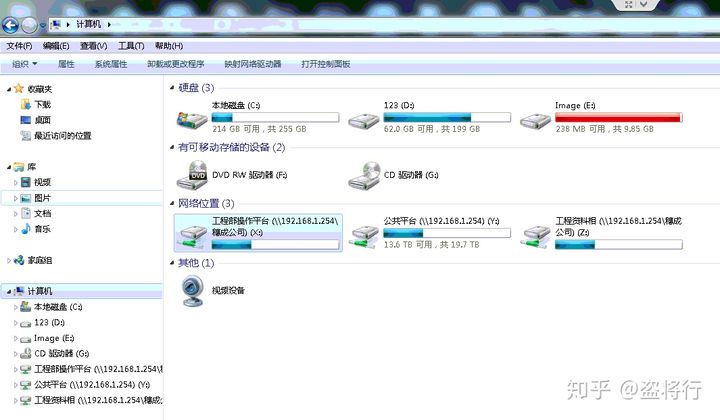 计算机
文件(F) 编辑(E) 查看(V) 工具(T) 帮助(H)
组织 属性 系统属性 卸载或更改程序 映射网络驱动器 打开控制面板
收藏夹
下载
桌面
最近访问的位置
库
视频
图片
文档
音乐
家庭组
计算机
本地磁盘 (C:)
123 (D:)
Image (E:)
CD 驱动器 (G:)
工程部操作平台 (\\192.168.1.254\穗
公共平台 (\\192.168.1.254) (Y:)
工程资料相 (\\192.168.1.254\穗成公
硬盘 (3)
本地磁盘 (C:)
214 GB 可用，共 255 GB
123 (D:)
62.0 GB 可用，共 199 GB
Image (E:)
238 MB 可用，共 9.85 GB
有可移动存储的设备 (2)
DVD RW 驱动器 (F:)
CD 驱动器 (G:)
网络位置 (3)
工程部操作平台 (\\192.168.1.254\
穗成公司) (X:)
公共平台 (\\192.168.1.254) (Y:)
13.6 TB 可用，共 19.7 TB
工程资料相 (\\192.168.1.254\穗成
公司) (Z:)
其他 (1)
视频设备
知乎 @盗将行